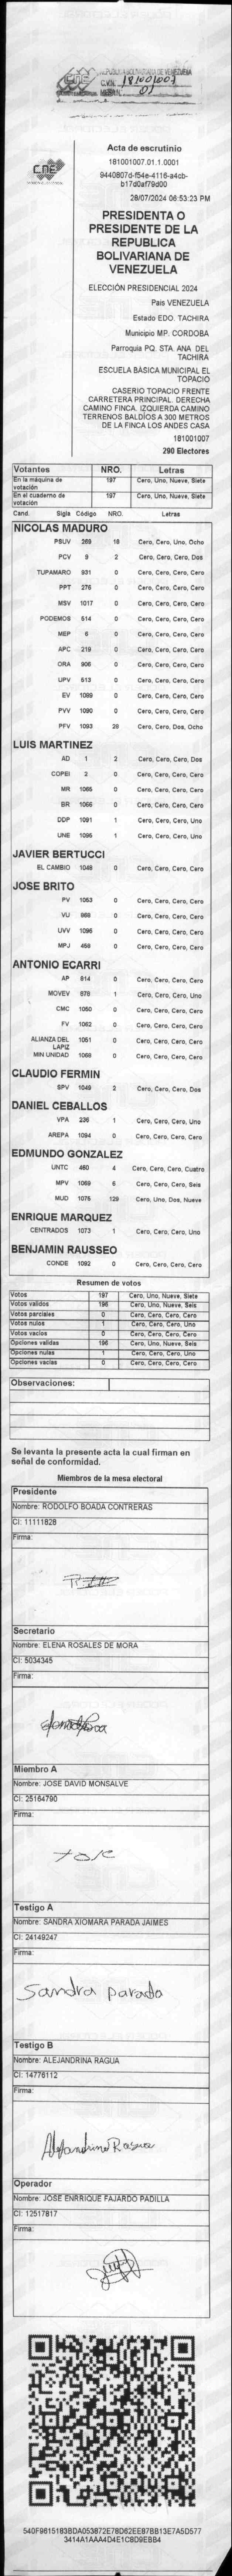 CNE
REPÚBLICA BOLIVARIANA DE VENEZUELA
C.V.N. 181001007
MESA N. 01
CNE
Acta de escrutinio
181001007.01.1.0001
9440807d-f54e-4116-a4cb-
b17d0af79d00
28/07/2024 06:53:23 PM
PRESIDENTA O
PRESIDENTE DE LA
REPUBLICA
BOLIVARIANA DE
VENEZUELA
ELECCIÓN PRESIDENCIAL 2024
Pais VENEZUELA
Estado EDO. TACHIRA
Municipio MP. CORDOBA
Parroquia PQ. STA ANA DEL
TACHIRA
ESCUELA BÁSICA MUNICIPAL EL
TOPACIO
CASERIO TOPACIO FRENTE
CARRETERA PRINCIPAL. DERECHA
CAMINO FINCA. IZQUIERDA CAMINO
TERRENOS BALDÍOS A 300 METROS
DE LA FINCA LOS ANDES CASA
181001007
290 Electores
Votantes NRO. Letras
En la máquina de votación 197 Cero, Uno, Nueve, Siete
En el cuaderno de votación 197 Cero, Uno, Nueve, Siete
Cand. Sigla Código NRO. Letras
NICOLAS MADURO
PSUV 269 18 Cero, Cero, Uno, Ocho
PCV 9 2 Cero, Cero, Cero, Dos
TUPAMARO 931 0 Cero, Cero, Cero, Cero
PPT 276 0 Cero, Cero, Cero, Cero
MSV 1017 0 Cero, Cero, Cero, Cero
PODEMOS 514 0 Cero, Cero, Cero, Cero
MEP 6 0 Cero, Cero, Cero, Cero
APC 219 0 Cero, Cero, Cero, Cero
ORA 906 0 Cero, Cero, Cero, Cero
UPV 513 0 Cero, Cero, Cero, Cero
EV 1089 0 Cero, Cero, Cero, Cero
PVV 1090 0 Cero, Cero, Cero, Cero
PFV 1093 28 Cero, Cero, Dos, Ocho
LUIS MARTINEZ
AD 1 2 Cero, Cero, Cero, Dos
COPEI 2 0 Cero, Cero, Cero, Cero
MR 1065 0 Cero, Cero, Cero, Cero
BR 1066 0 Cero, Cero, Cero, Cero
DDP 1091 1 Cero, Cero, Cero, Uno
UNE 1095 1 Cero, Cero, Cero, Uno
JAVIER BERTUCCI
EL CAMBIO 1048 0 Cero, Cero, Cero, Cero
JOSE BRITO
PV 1053 0 Cero, Cero, Cero, Cero
VU 988 0 Cero, Cero, Cero, Cero
UVV 1096 0 Cero, Cero, Cero, Cero
MPJ 458 0 Cero, Cero, Cero, Cero
ANTONIO ECARRI
AP 814 0 Cero, Cero, Cero, Cero
MOVEV 878 1 Cero, Cero, Cero, Uno
CMC 1050 0 Cero, Cero, Cero, Cero
FV 1062 0 Cero, Cero, Cero, Cero
ALIANZA DEL LAPIZ 1051 0 Cero, Cero, Cero, Cero
MIN UNIDAD 1068 0 Cero, Cero, Cero, Cero
CLAUDIO FERMIN
SPV 1049 2 Cero, Cero, Cero, Dos
DANIEL CEBALLOS
VPA 236 1 Cero, Cero, Cero, Uno
AREPA 1094 0 Cero, Cero, Cero, Cero
EDMUNDO GONZALEZ
UNTC 460 4 Cero, Cero, Cero, Cuatro
MPV 1069 6 Cero, Cero, Cero, Seis
MUD 1075 129 Cero, Uno, Dos, Nueve
ENRIQUE MARQUEZ
CENTRADOS 1073 1 Cero, Cero, Cero, Uno
BENJAMIN RAUSSEO
CONDE 1092 0 Cero, Cero, Cero, Cero
Resumen de votos
Votos 197 Cero, Uno, Nueve, Siete
Votos validos 196 Cero, Uno, Nueve, Seis
Votos parciales 0 Cero, Cero, Cero, Cero
Votos nulos 1 Cero, Cero, Cero, Uno
Votos vacios 0 Cero, Cero, Cero, Cero
Opciones validas 196 Cero, Uno, Nueve, Seis
Opciones nulas 1 Cero, Cero, Cero, Uno
Opciones vacias 0 Cero, Cero, Cero, Cero
Observaciones:
Se levanta la presente acta la cual firman en
señal de conformidad.
Miembros de la mesa electoral
Presidente
Nombre: RODOLFO BOADA CONTRERAS
CI: 11111828
Firma:
Secretario
Nombre: ELENA ROSALES DE MORA
CI: 5034345
Firma:
Miembro A
Nombre: JOSE DAVID MONSALVE
CI: 25164790
Firma:
Testigo A
Nombre: SANDRA XIOMARA PARADA JAIMES
CI: 24149247
Firma:
Sandra parada
Testigo B
Nombre: ALEJANDRINA RAGUA
CI: 14776112
Firma:
Alejandrina Ragua
Operador
Nombre: JOSE ENRRIQUE FAJARDO PADILLA
CI: 12517817
Firma:
540F9815183BDA053872E78D62EE87BB13E7A5D577
3414A1AAA4D4E1C8D9EBB4